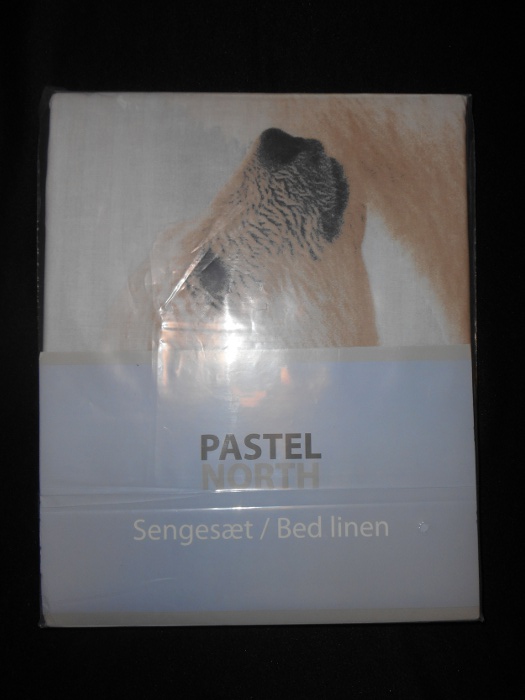 PASTEL
NORTH
Sengesæt / Bed linen